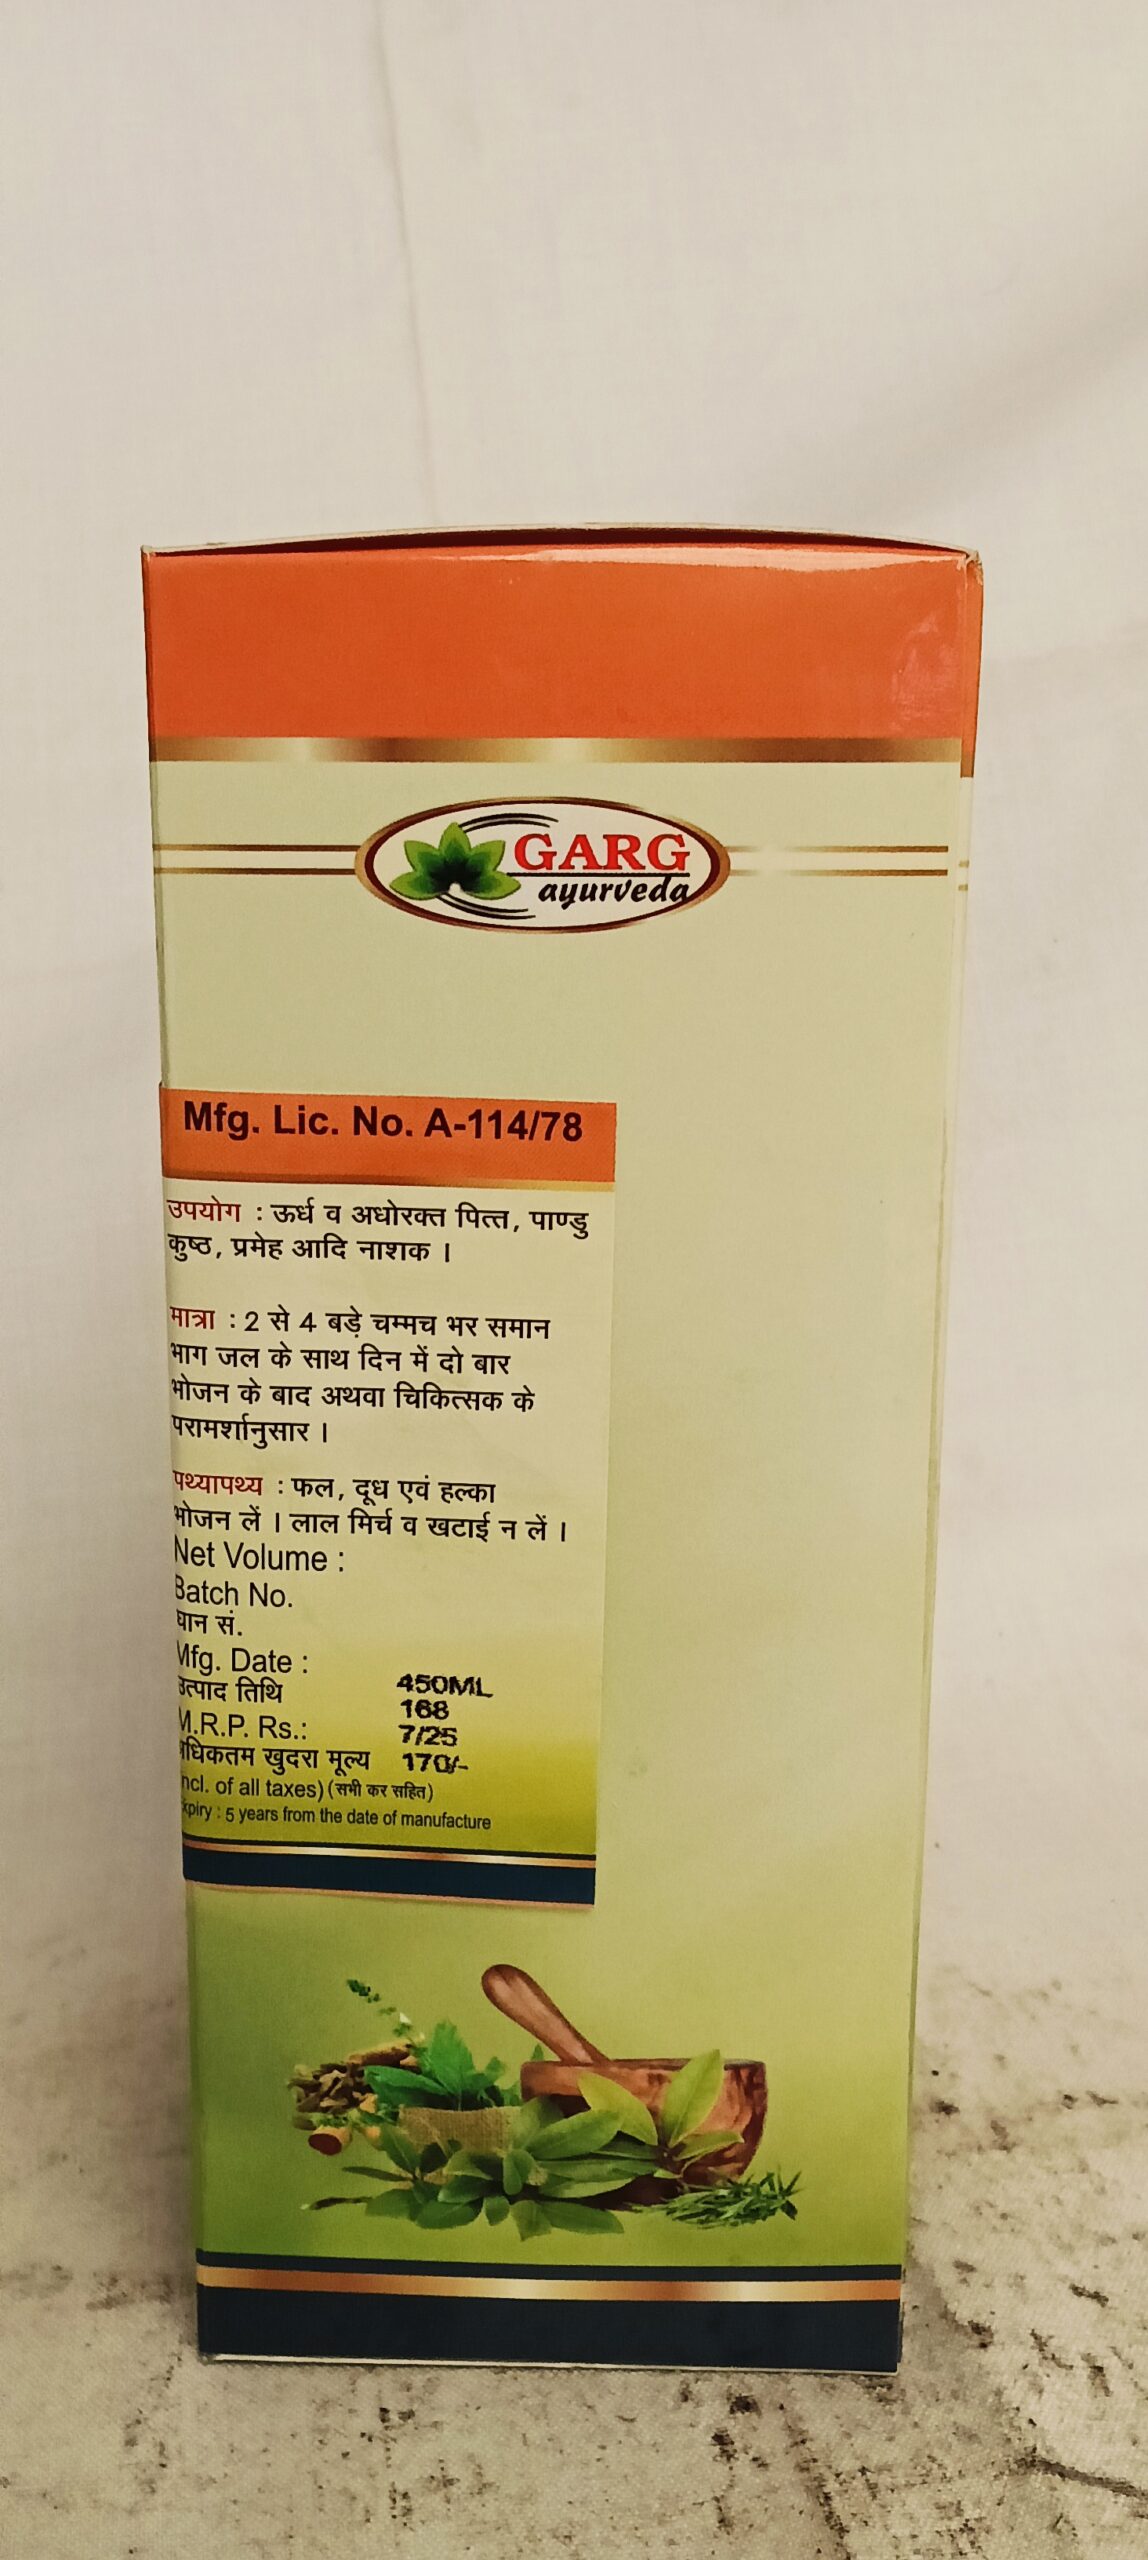 GARG
ayurveda
Mfg. Lic. No. A-114/78
उपयोग : ऊर्ध व अधोरक्त पित्त, पाण्डु
कुष्ठ, प्रमेह आदि नाशक ।
मात्रा : 2 से 4 बड़े चम्मच भर समान
भाग जल के साथ दिन में दो बार
भोजन के बाद अथवा चिकित्सक के
परामर्शानुसार ।
पथ्यापथ्य : फल, दूध एवं हल्का
भोजन लें । लाल मिर्च व खटाई न लें ।
Net Volume :
Batch No.
घान सं.
Mfg. Date :
उत्पाद तिथि
450ML
168
M.R.P. Rs.:
7/25
अधिकतम खुदरा मूल्य
170/-
incl. of all taxes) (सभी कर सहित)
xpiry : 5 years from the date of manufacture